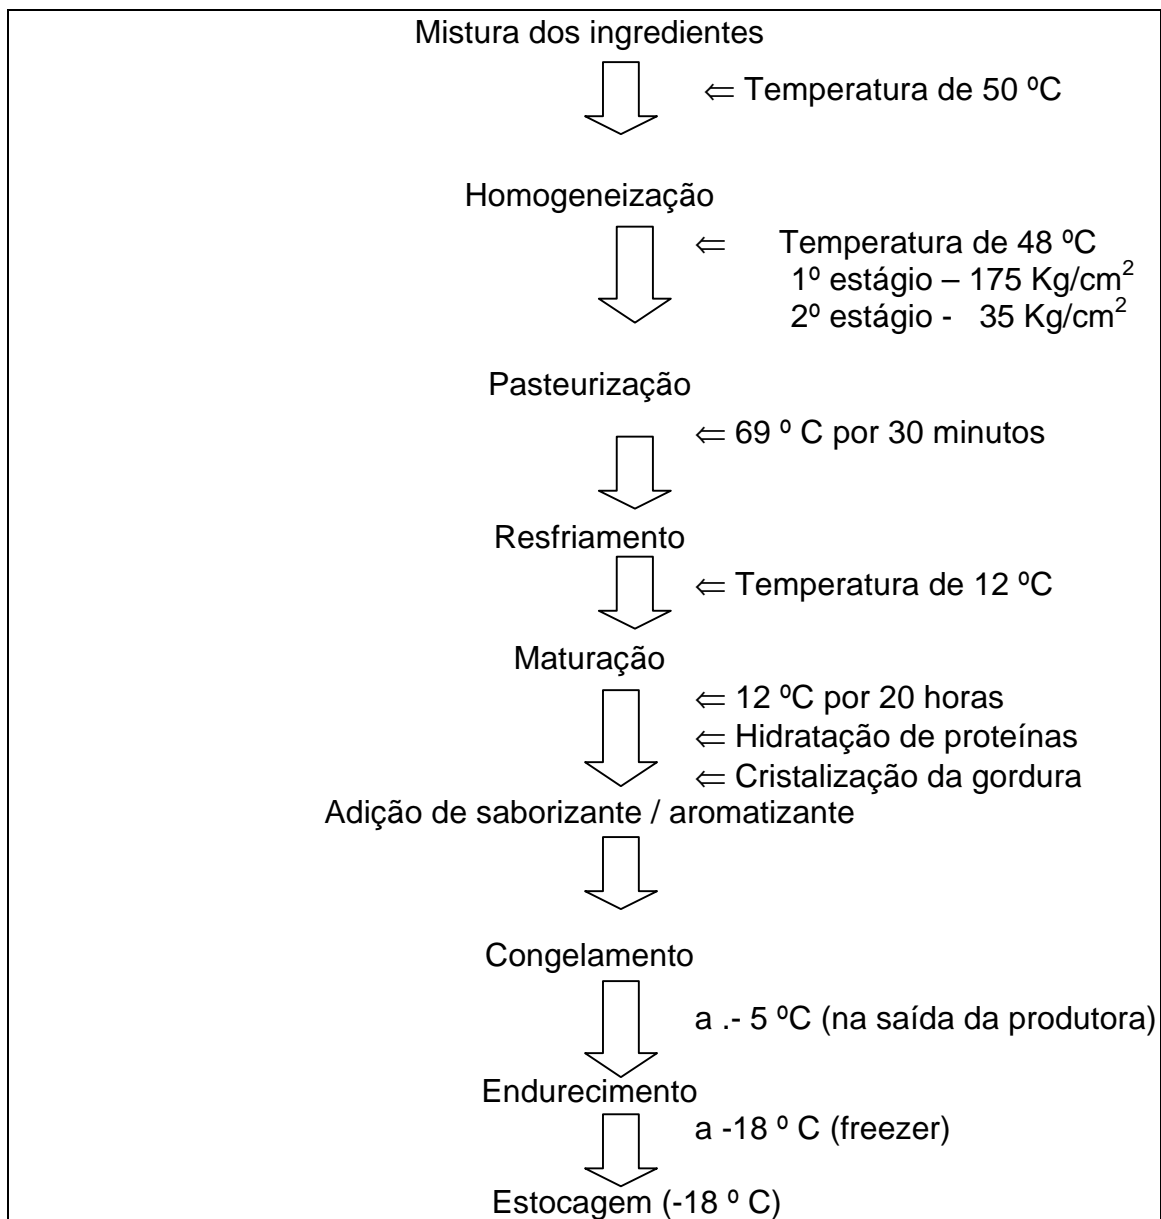 Mistura dos ingredientes
⇐ Temperatura de 50 ºC
Homogeneização
⇐ Temperatura de 48 ºC
1º estágio – 175 Kg/cm²
2º estágio - 35 Kg/cm²
Pasteurização
⇐ 69 º C por 30 minutos
Resfriamento
⇐ Temperatura de 12 ºC
Maturação
⇐ 12 ºC por 20 horas
⇐ Hidratação de proteínas
⇐ Cristalização da gordura
Adição de saborizante / aromatizante
Congelamento
a .- 5 ºC (na saída da produtora)
Endurecimento
a -18 º C (freezer)
Estocagem (-18 º C)